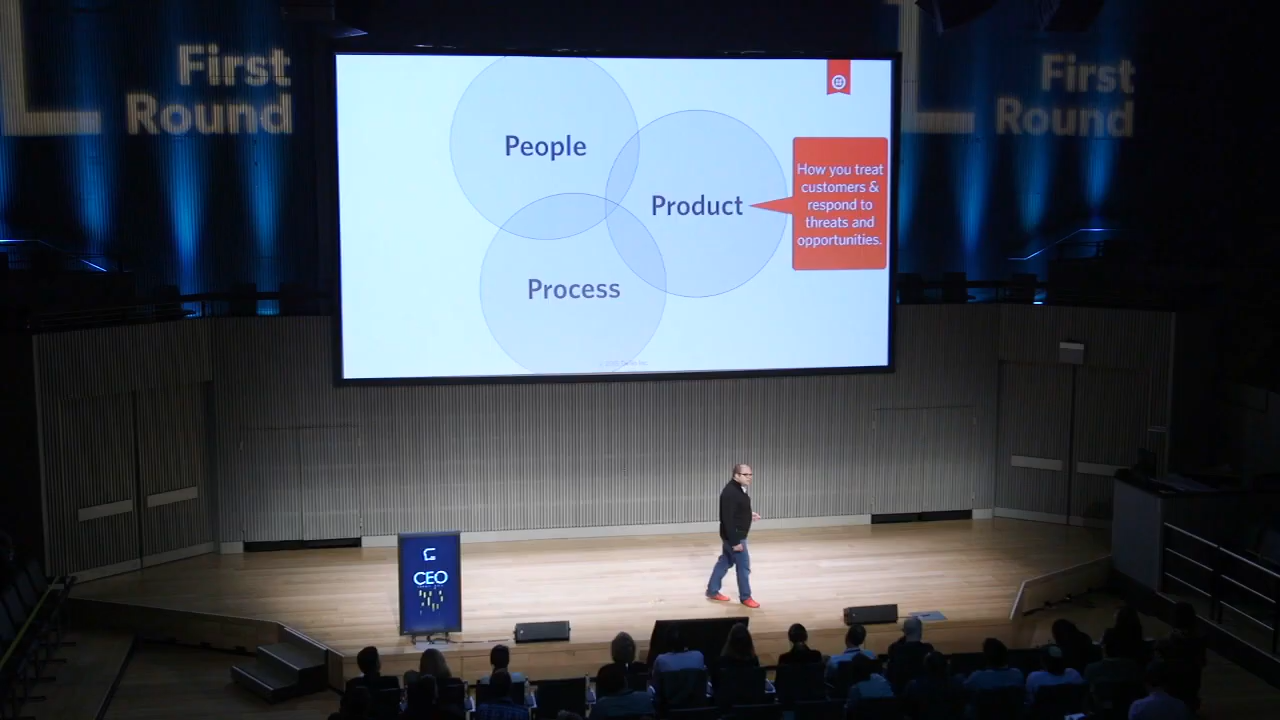 First
Round
First
Round
People
Product
Process
How you treat
customers &
respond to
threats and
opportunities.
CEO